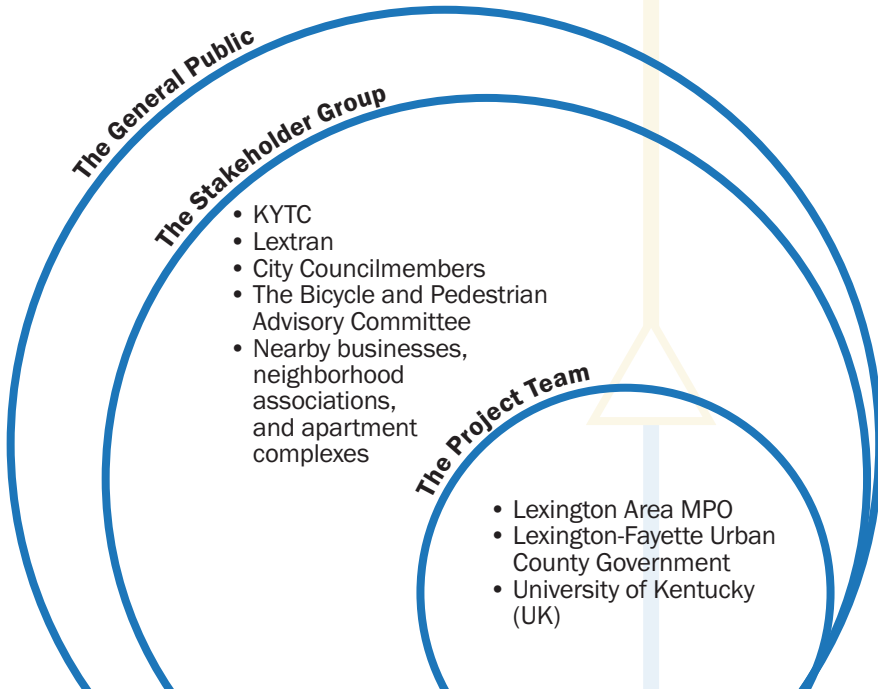 The General Public
The Stakeholder Group
• KYTC
• Lextran
• City Councilmembers
• The Bicycle and Pedestrian
Advisory Committee
• Nearby businesses,
neighborhood
associations,
and apartment
complexes
The Project Team
• Lexington Area MPO
• Lexington-Fayette Urban
County Government
• University of Kentucky
(UK)